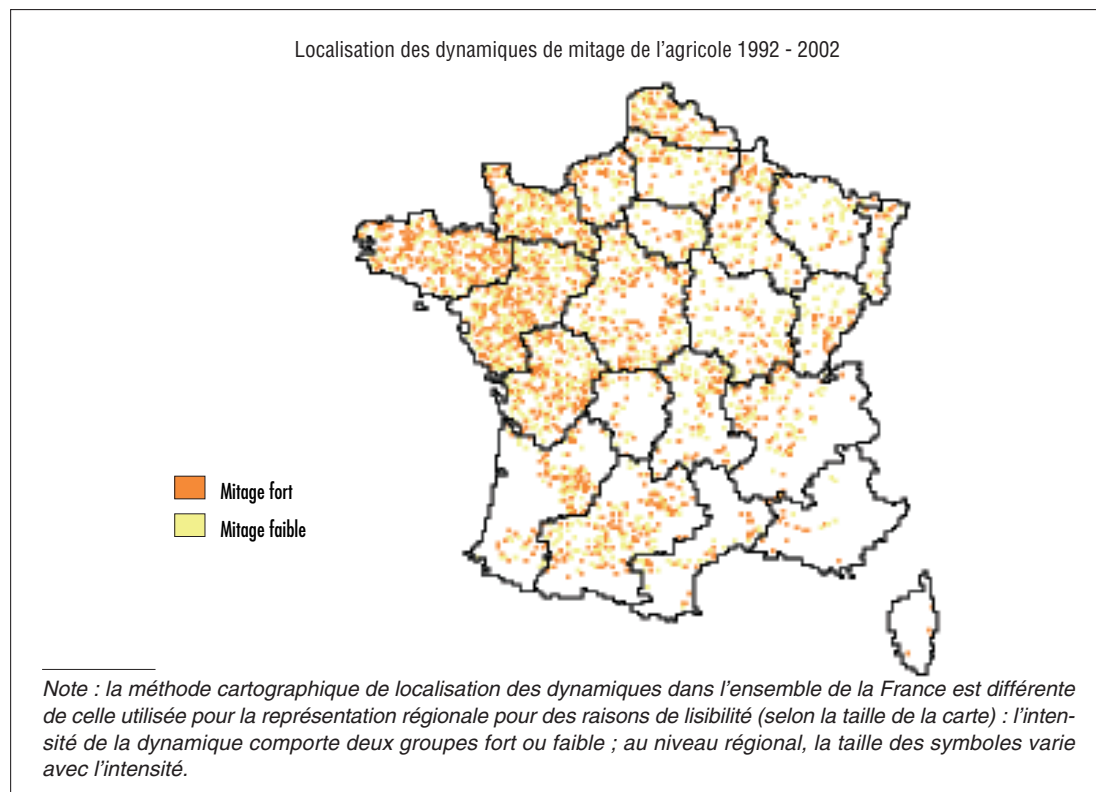 Localisation des dynamiques de mitage de l'agricole 1992 - 2002
Mitage fort
Mitage faible
Note : la méthode cartographique de localisation des dynamiques dans l'ensemble de la France est différente
de celle utilisée pour la représentation régionale pour des raisons de lisibilité (selon la taille de la carte) : l'inten-
sité de la dynamique comporte deux groupes fort ou faible ; au niveau régional, la taille des symboles varie
avec l'intensité.